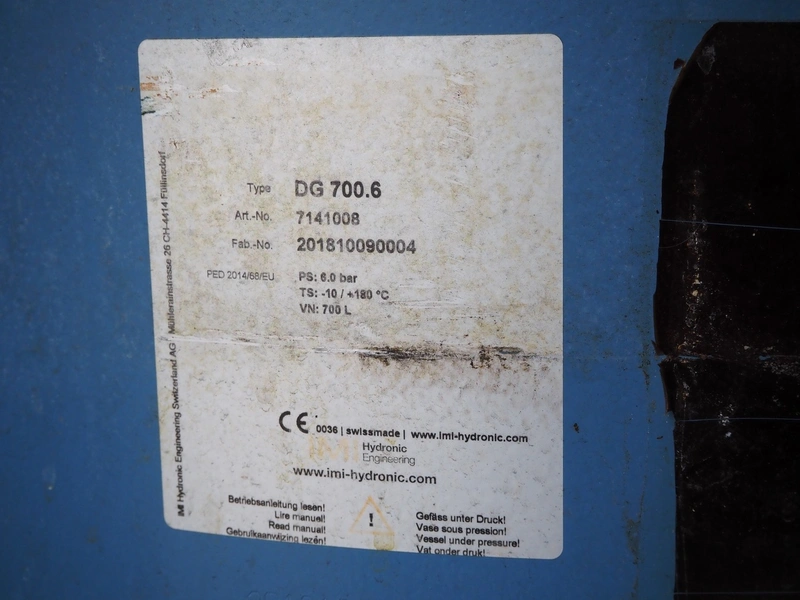 Type DG 700.6
Art.-No. 7141008
Fab.-No. 201810090004
PED 2014/68/EU PS: 6.0 bar
TS: -10 / +180 °C
VN: 700 L
IMI Hydronic Engineering Switzerland AG · Mühlerainstrasse 26 CH-4414 Füllinsdorf
CE 0036 | swissmade | www.imi-hydronic.com
IMI Hydronic
Engineering
www.imi-hydronic.com
Betriebsanleitung lesen!
Lire manuel!
Read manual!
Gebruikaanwijzing lezen!
!
Gefäss unter Druck!
Vase sous pression!
Vessel under pressure!
Vat onder druk!